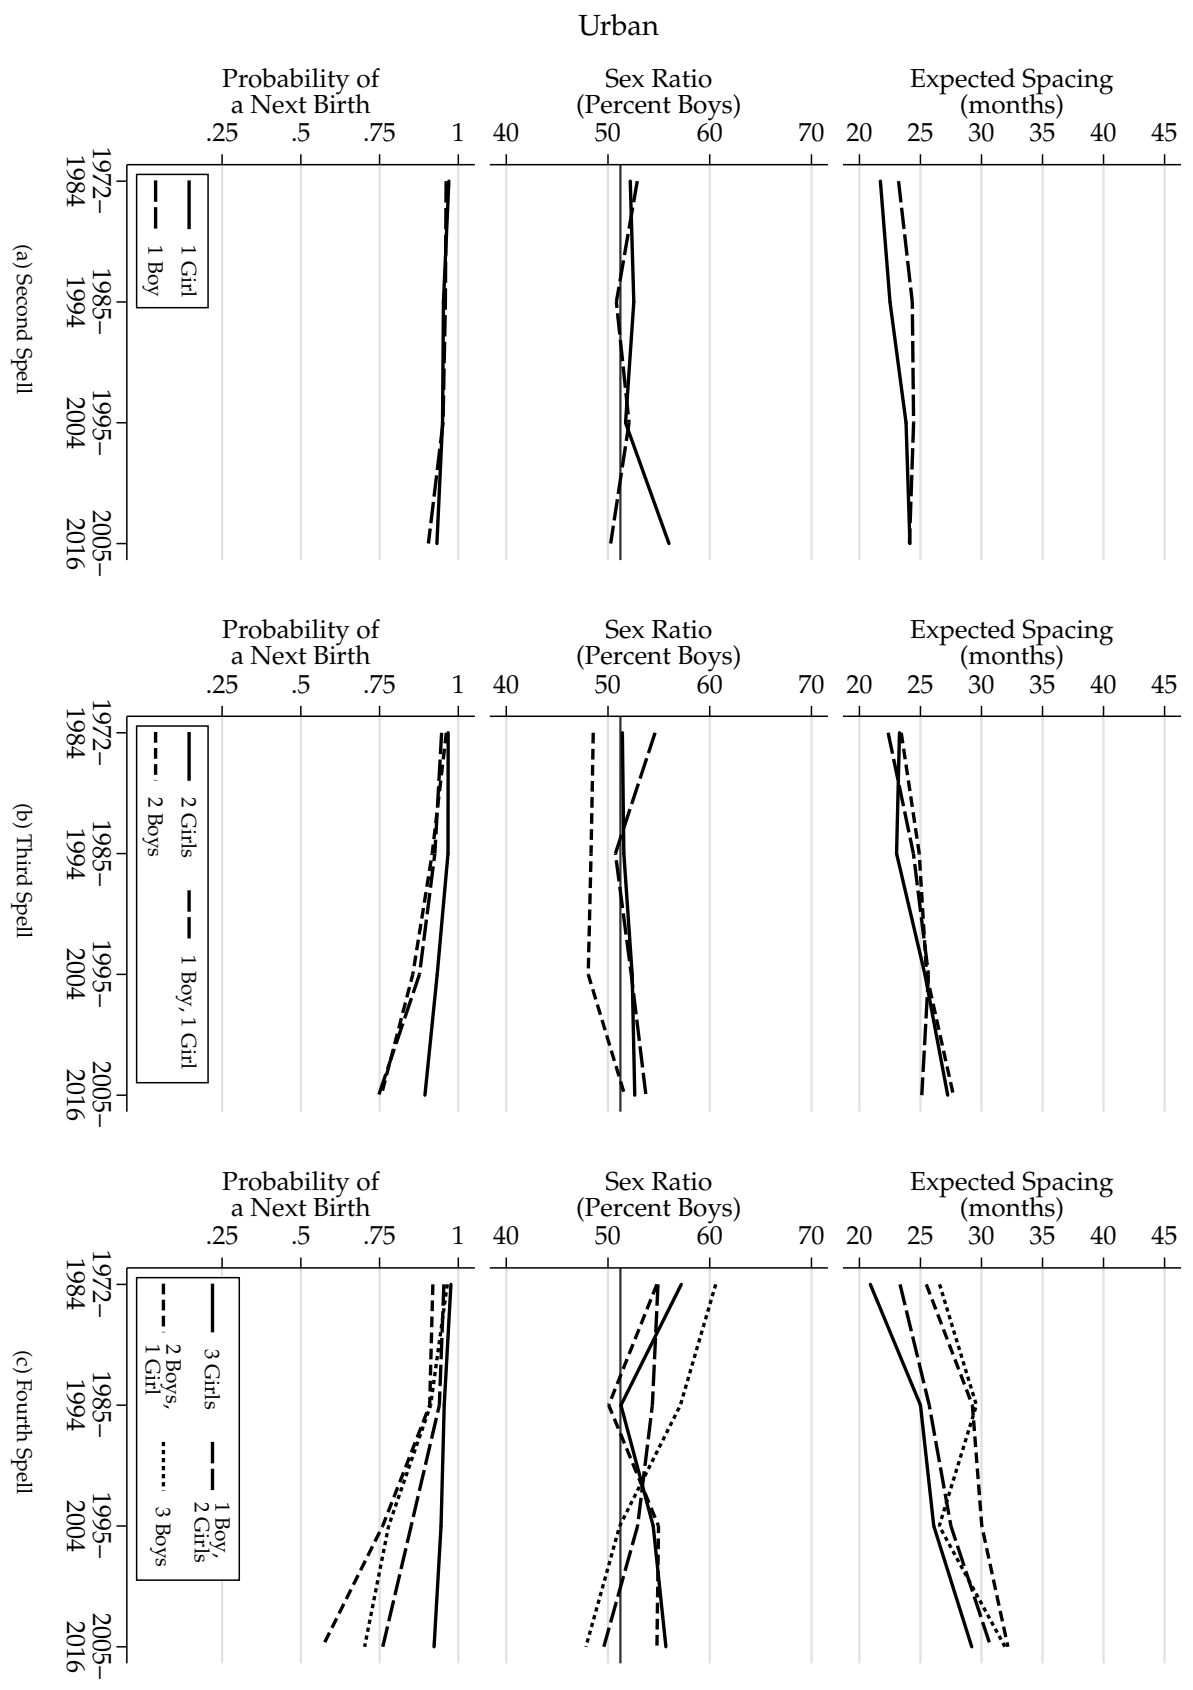 Urban
Probability of
a Next Birth
.25 .5 .75 1
Sex Ratio
(Percent Boys)
40 50 60 70
Expected Spacing
(months)
20 25 30 35 40 45
1972–
1984
1985–
1994
1995–
2004
2005–
2016
1 Girl
1 Boy
(a) Second Spell
Probability of
a Next Birth
.25 .5 .75 1
Sex Ratio
(Percent Boys)
40 50 60 70
Expected Spacing
(months)
20 25 30 35 40 45
1972–
1984
1985–
1994
1995–
2004
2005–
2016
2 Girls
1 Boy, 1 Girl
2 Boys
(b) Third Spell
Probability of
a Next Birth
.25 .5 .75 1
Sex Ratio
(Percent Boys)
40 50 60 70
Expected Spacing
(months)
20 25 30 35 40 45
1972–
1984
1985–
1994
1995–
2004
2005–
2016
3 Girls
1 Boy,
2 Girls
2 Boys,
1 Girl
3 Boys
(c) Fourth Spell